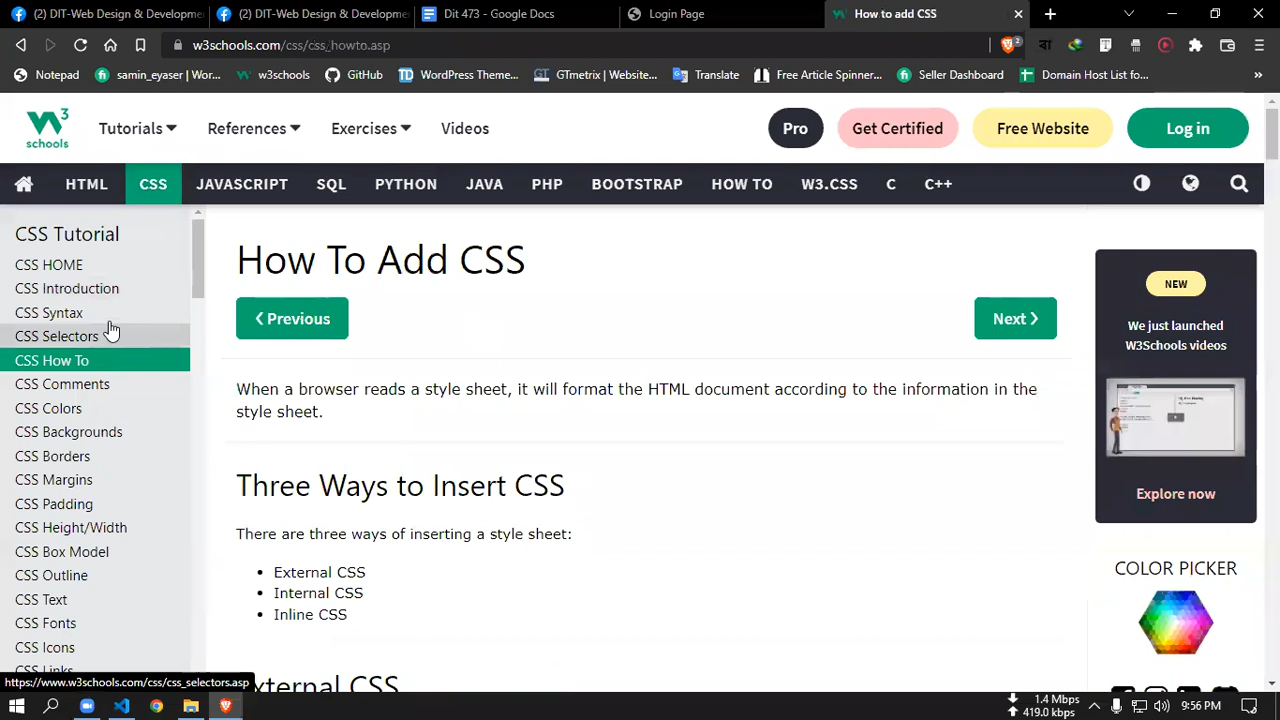 (2) DIT-Web Design & Developme
(2) DIT-Web Design & Developme
Dit 473 - Google Docs
Login Page
How to add CSS
w3schools.com/css/css_howto.asp
2
বা
Notepad
samin_eyaser | Wor...
w3schools
GitHub
WordPress Theme...
GTmetrix | Website...
Translate
Free Article Spinner...
Seller Dashboard
Domain Host List fo...
»
W3
schools
Tutorials
References
Exercises
Videos
Pro
Get Certified
Free Website
Log in
HTML
CSS
JAVASCRIPT
SQL
PYTHON
JAVA
PHP
BOOTSTRAP
HOW TO
W3.CSS
C
C++
CSS Tutorial
CSS HOME
CSS Introduction
CSS Syntax
CSS Selectors
CSS How To
CSS Comments
CSS Colors
CSS Backgrounds
CSS Borders
CSS Margins
CSS Padding
CSS Height/Width
CSS Box Model
CSS Outline
CSS Text
CSS Fonts
CSS Icons
CSS Links
How To Add CSS
❮ Previous
Next ❯
When a browser reads a style sheet, it will format the HTML document according to the information in the
style sheet.
Three Ways to Insert CSS
There are three ways of inserting a style sheet:
• External CSS
• Internal CSS
• Inline CSS
External CSS
NEW
We just launched
W3Schools videos
Explore now
COLOR PICKER
https://www.w3schools.com/css/css_selectors.asp
1.4 Mbps
419.0 kbps
9:56 PM